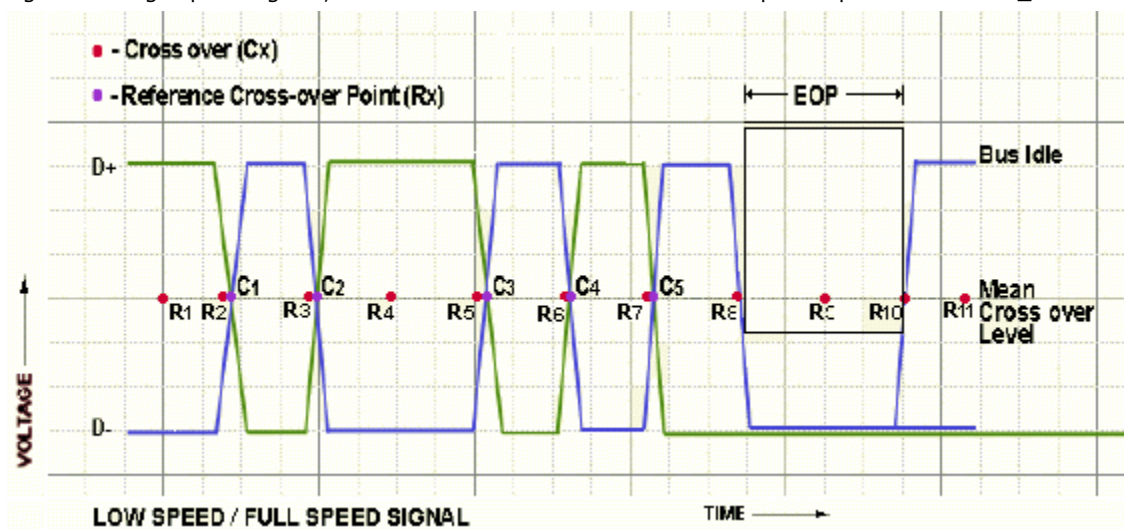 - Cross over (Cx)
- Reference Cross-over Point (Rx)
EOP
D+
Bus Idle
C1
C2
C3
C4
C5
Mean
Cross over
Level
R1
R2
R3
R4
R5
R6
R7
R8
R10
R11
D-
VOLTAGE
LOW SPEED / FULL SPEED SIGNAL
TIME